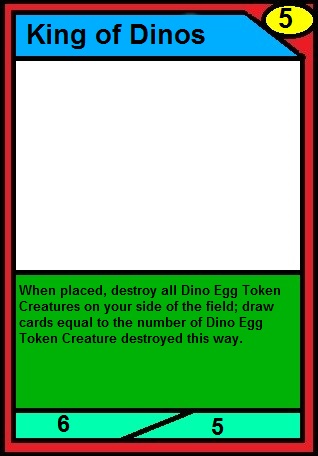 King of Dinos
5
When placed, destroy all Dino Egg Token
Creatures on your side of the field; draw
cards equal to the number of Dino Egg
Token Creature destroyed this way.
6
5